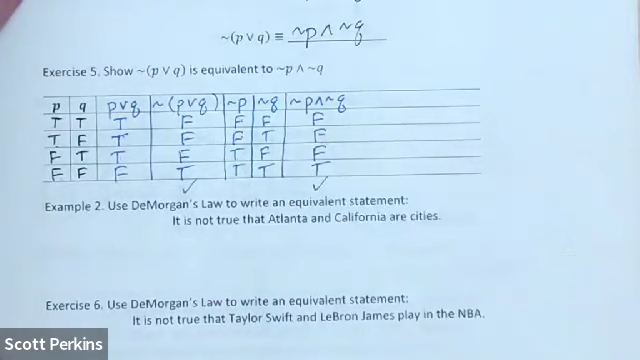 ~(p ∨ q) ≡ ~p ∧ ~q
Exercise 5. Show ~(p ∨ q) is equivalent to ~p ∧ ~q
p q p∨q ~(p∨q) ~p ~q ~p∧~q
T T T F F F F
T F T F F T F
F T T F T F F
F F F T T T T
Example 2. Use DeMorgan's Law to write an equivalent statement:
It is not true that Atlanta and California are cities.
Exercise 6. Use DeMorgan's Law to write an equivalent statement:
It is not true that Taylor Swift and LeBron James play in the NBA.
Scott Perkins